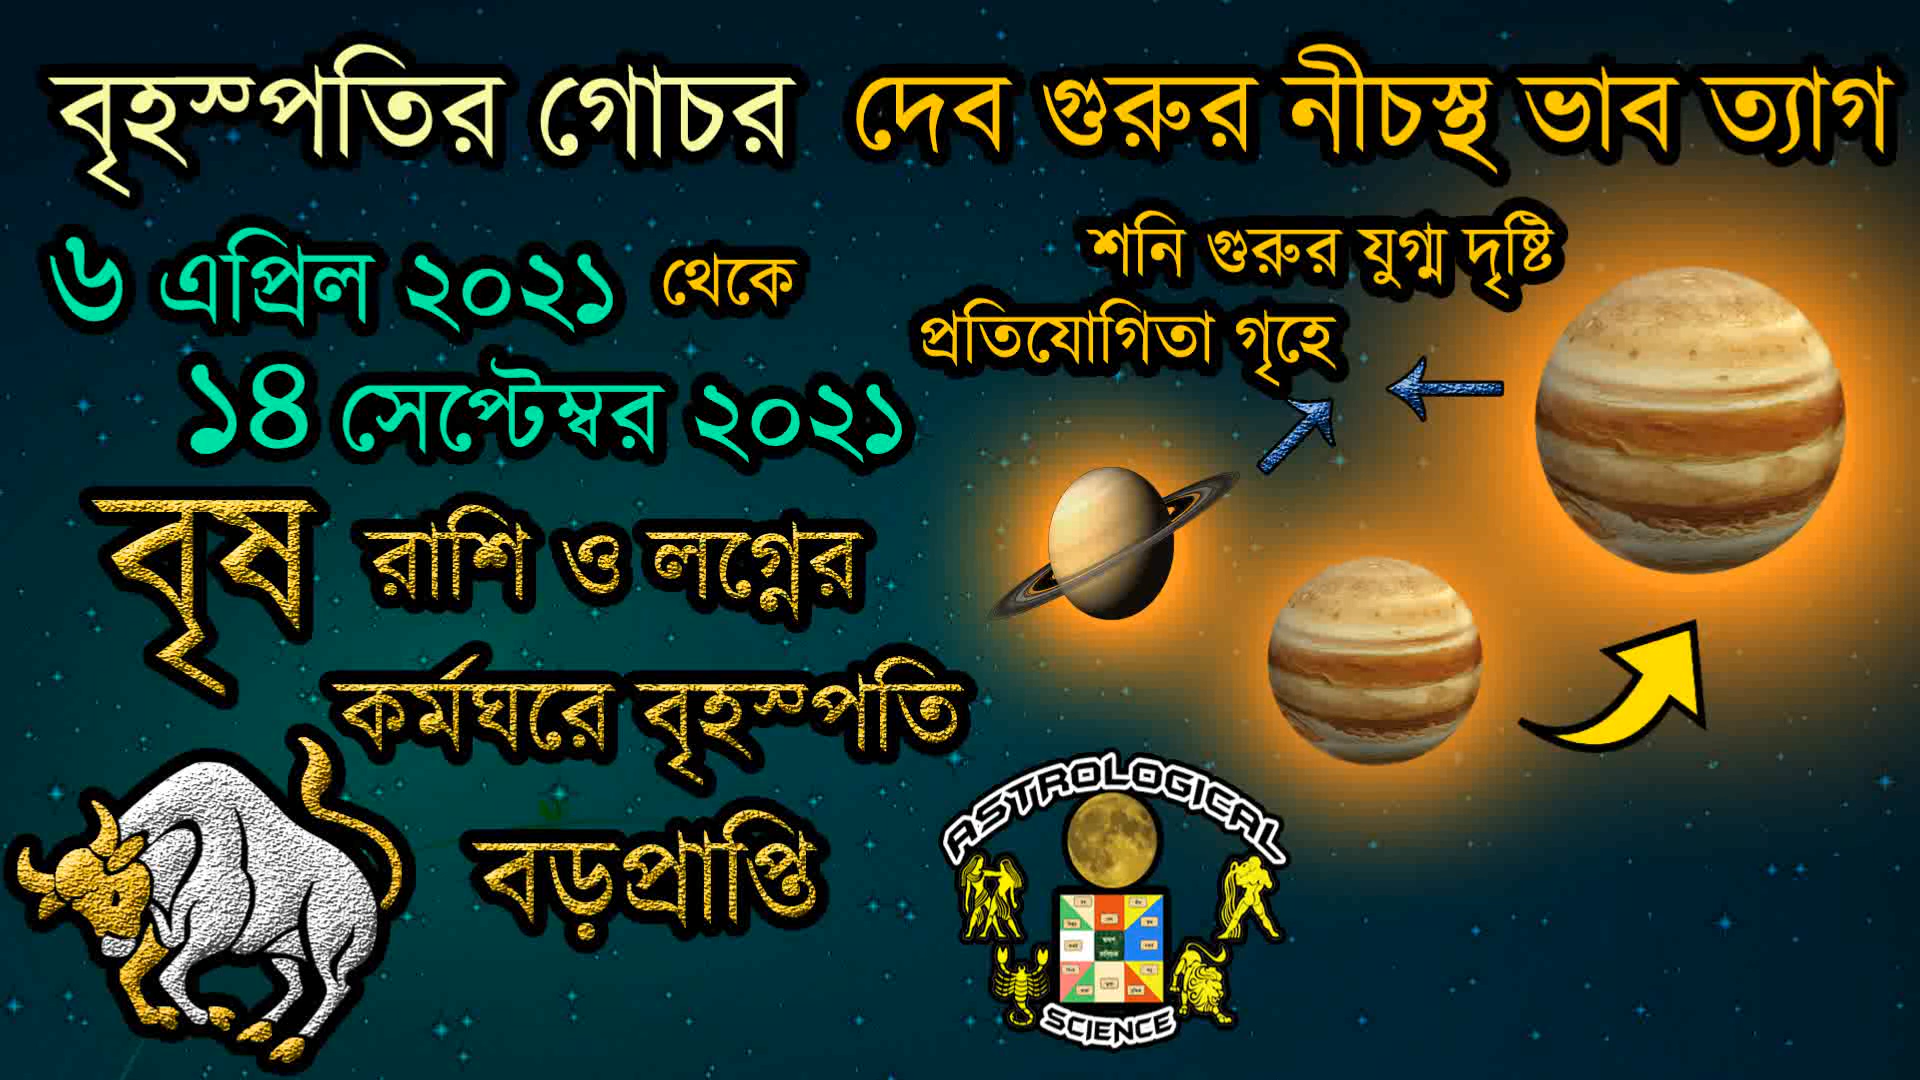 বৃহস্পতির গোচর দেব গুরুর নীচস্থ ভাব ত্যাগ
৬ এপ্রিল ২০২১ থেকে
১৪ সেপ্টেম্বর ২০২১
শনি গুরুর যুগ্ম দৃষ্টি
প্রতিযোগিতা গৃহে
বৃষ রাশি ও লগ্নের
কর্মঘরে বৃহস্পতি
বড়প্রাপ্তি
ASTROLOGICAL
SCIENCE